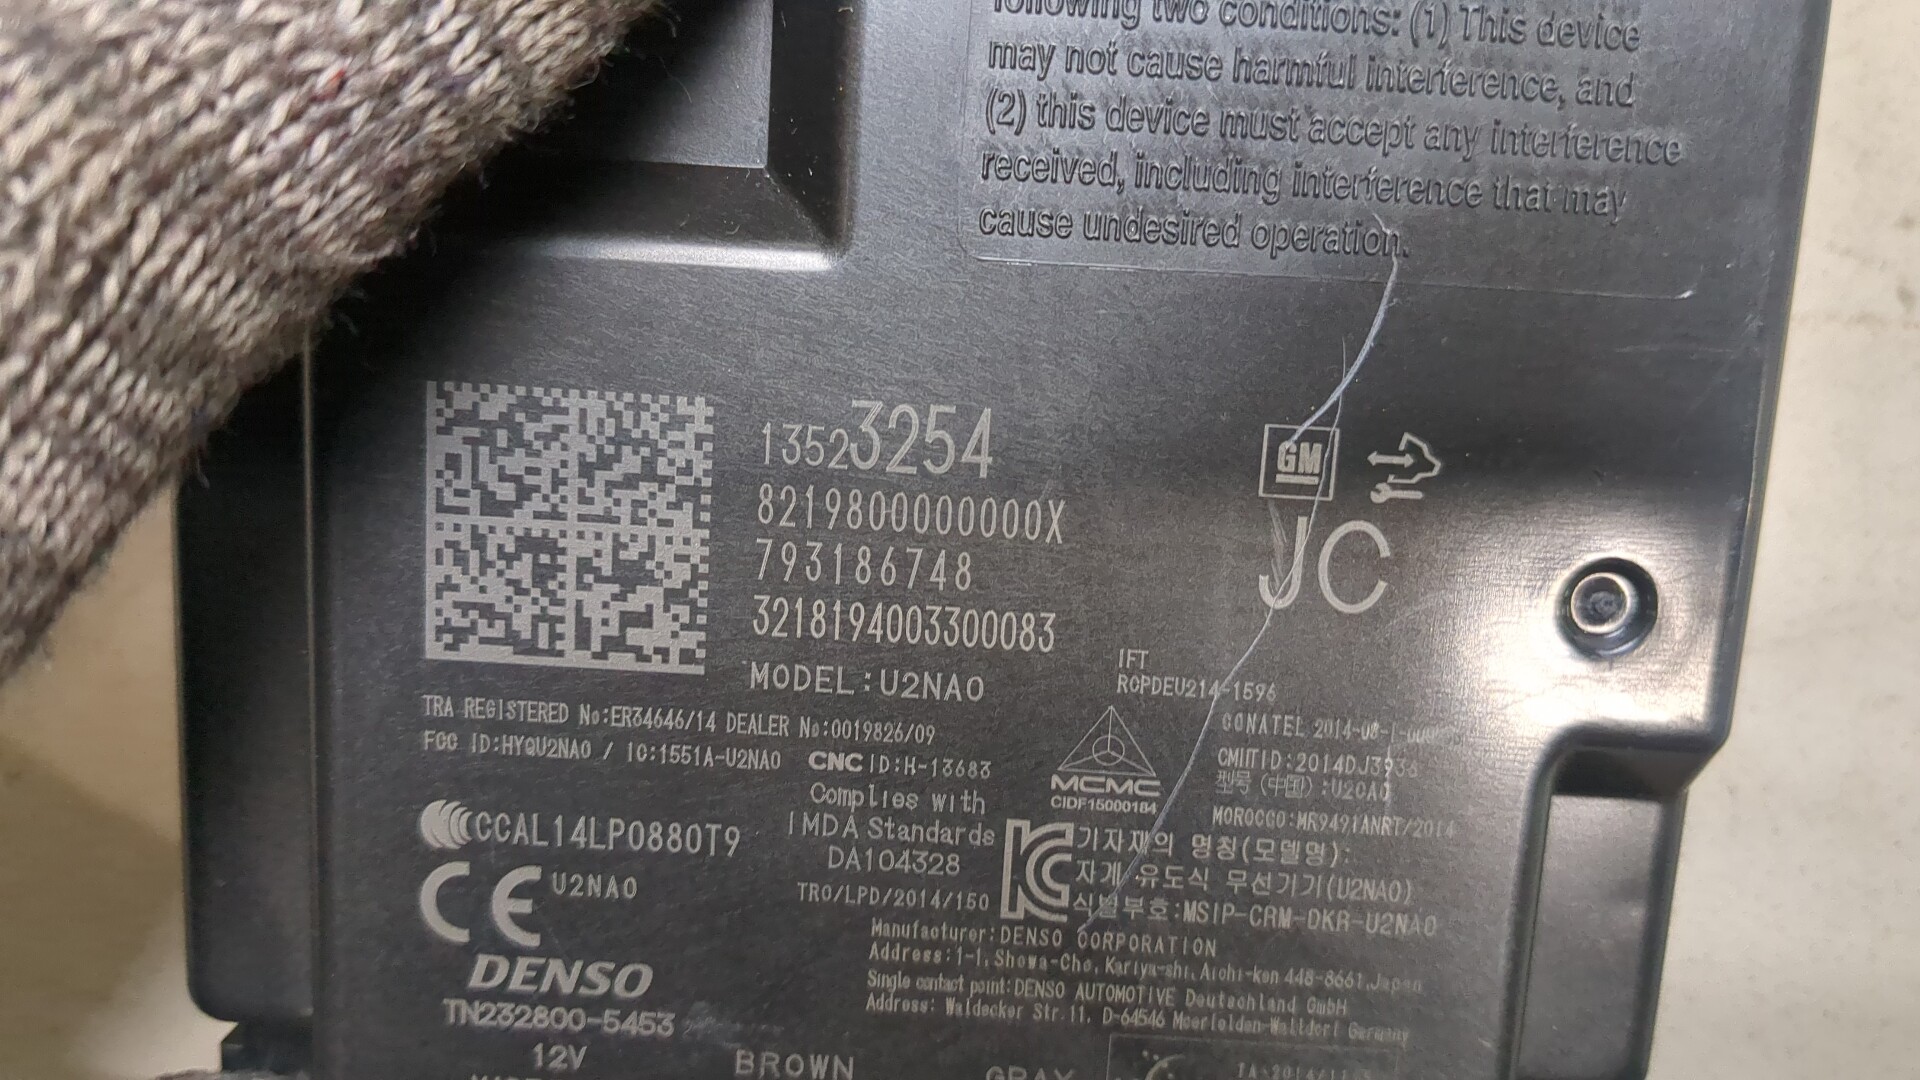 following two conditions: (1) This device
may not cause harmful interference, and
(2) this device must accept any interference
received, including interference that may
cause undesired operation.
13523254
8219800000000X
793186748
3218194003300083
MODEL:U2NA0
GM
JC
IFT
RCPDEU214-1596
TRA REGISTERED No:ER34646/14 DEALER No:0019826/09
FCC ID:HYQU2NA0 / IC:1551A-U2NA0
CNC ID:H-13683
Complies with
IMDA Standards
DA104328
TRO/LPD/2014/150
MCMC
CIDF15000184
CONATEL
CMIITID:2014DJ3938
型号 (中国) :U2CA0
MOROCCO:MR9491ANRT/2014
CCAL14LP0880T9
CE U2NA0
기자재의 명칭(모델명):
자계 유도식 무선기기(U2NA0)
식별부호:MSIP-CRM-DKR-U2NA0
Manufacturer:DENSO CORPORATION
Address:1-1, Showa-Cho, Kariya-shi, Aichi-ken 448-8661,Japan
Single contact point:DENSO AUTOMOTIVE Deutschland GmbH
Address: Waldecker Str.11, D-64546 Moerfelden-Walldorf Germany
DENSO
TN232800-5453
12V
BROWN
GRAY